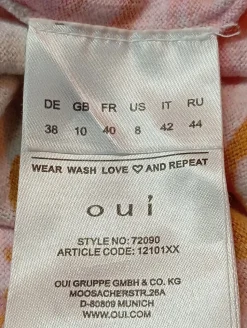 DE GB FR US IT RU
38 10 40 8 42 44
WEAR WASH LOVE ♡ AND REPEAT
oui
STYLE NO: 72090
ARTICLE CODE: 12101XX
OUI GRUPPE GMBH & CO. KG
MOOSACHERSTR.26A
D-80809 MUNICH
WWW.OUI.COM